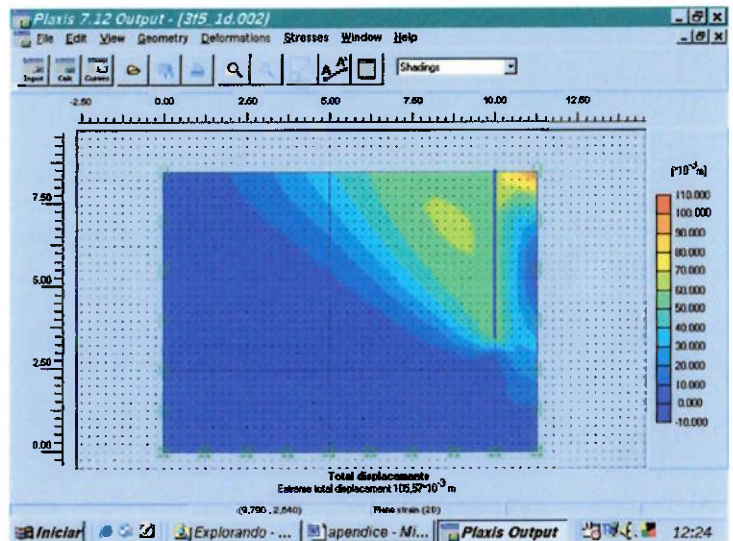 Plaxis 7.12 Output - [3f5_1d.002]
File Edit View Geometry Deformations Stresses Window Help
Input Calc Curves Shadings
-2.50 0.00 2.50 5.00 7.50 10.00 12.50
[*10⁻³m]
110.000
100.000
90.000
80.000
70.000
60.000
50.000
40.000
30.000
20.000
10.000
0.000
-10.000
7.50
5.00
2.50
0.00
Total displacements
Extreme total displacement 105,57*10⁻³ m
(9,790 , 2,640) Plane strain (2D)
Iniciar Explorando - ... apendice - Mi... Plaxis Output 12:24